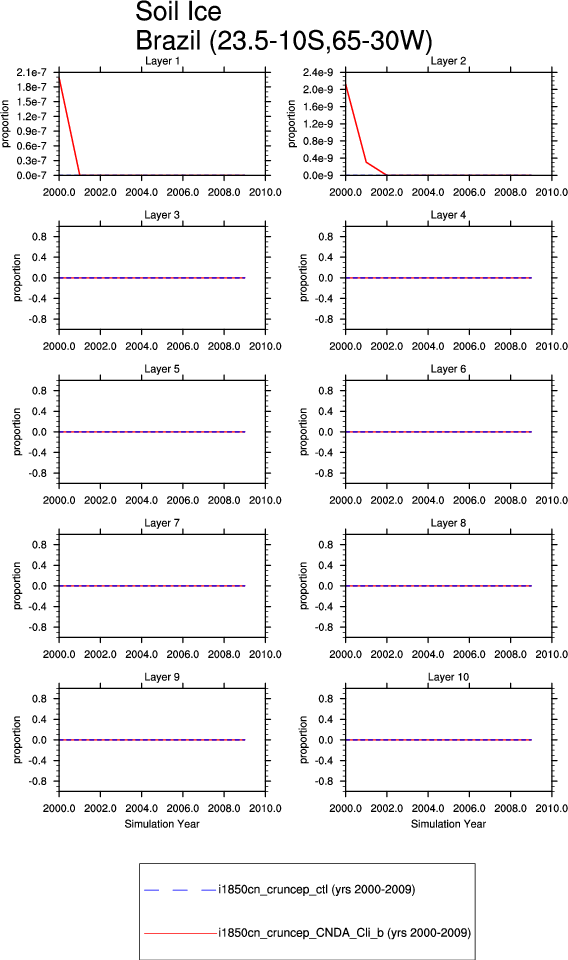 Soil Ice
Brazil (23.5-10S,65-30W)
Layer 1
2.1e-7
1.8e-7
1.5e-7
1.2e-7
0.9e-7
0.6e-7
0.3e-7
0.0e-7
proportion
2000.0 2002.0 2004.0 2006.0 2008.0 2010.0
Layer 2
2.4e-9
2.0e-9
1.6e-9
1.2e-9
0.8e-9
0.4e-9
0.0e-9
proportion
2000.0 2002.0 2004.0 2006.0 2008.0 2010.0
Layer 3
0.8
0.4
0.0
-0.4
-0.8
proportion
2000.0 2002.0 2004.0 2006.0 2008.0 2010.0
Layer 4
0.8
0.4
0.0
-0.4
-0.8
proportion
2000.0 2002.0 2004.0 2006.0 2008.0 2010.0
Layer 5
0.8
0.4
0.0
-0.4
-0.8
proportion
2000.0 2002.0 2004.0 2006.0 2008.0 2010.0
Layer 6
0.8
0.4
0.0
-0.4
-0.8
proportion
2000.0 2002.0 2004.0 2006.0 2008.0 2010.0
Layer 7
0.8
0.4
0.0
-0.4
-0.8
proportion
2000.0 2002.0 2004.0 2006.0 2008.0 2010.0
Layer 8
0.8
0.4
0.0
-0.4
-0.8
proportion
2000.0 2002.0 2004.0 2006.0 2008.0 2010.0
Layer 9
0.8
0.4
0.0
-0.4
-0.8
proportion
2000.0 2002.0 2004.0 2006.0 2008.0 2010.0
Simulation Year
Layer 10
0.8
0.4
0.0
-0.4
-0.8
proportion
2000.0 2002.0 2004.0 2006.0 2008.0 2010.0
Simulation Year
i1850cn_cruncep_ctl (yrs 2000-2009)
i1850cn_cruncep_CNDA_Cli_b (yrs 2000-2009)